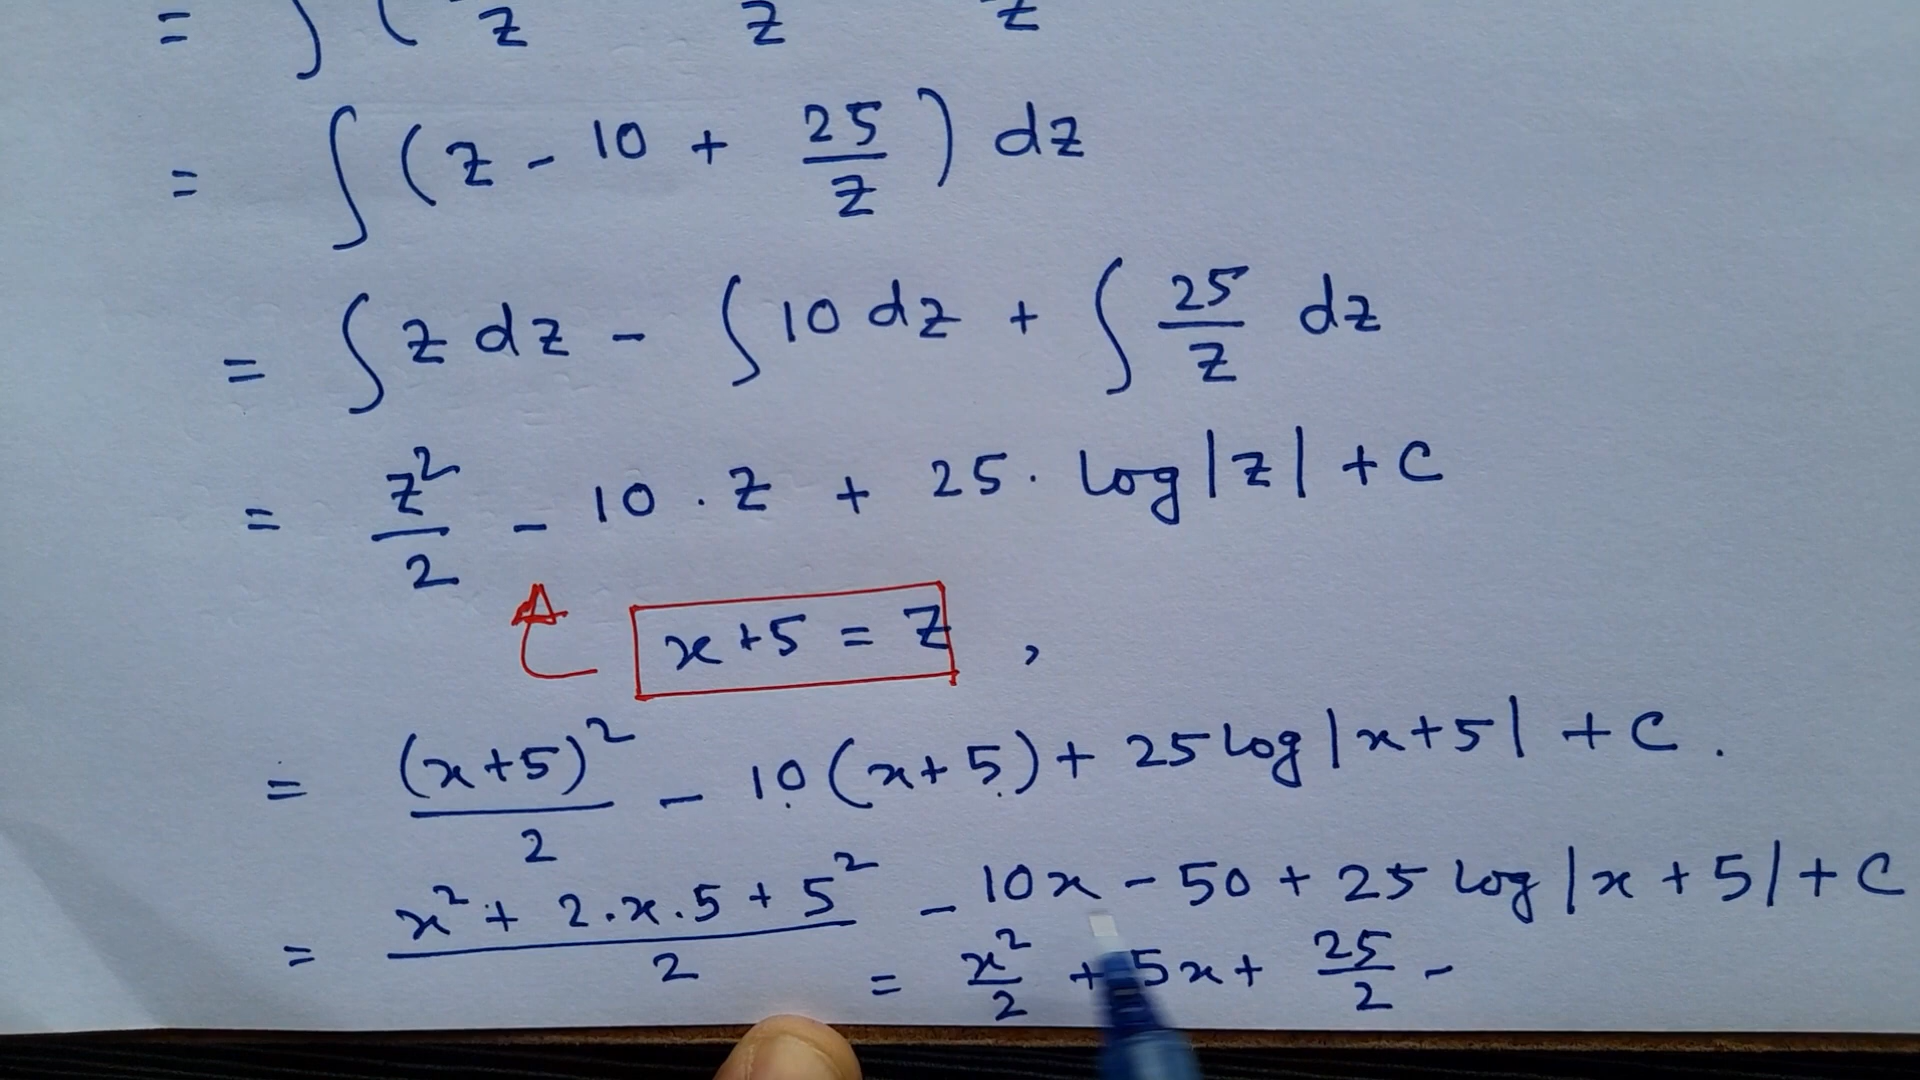 = ∫ ( z z z
= ∫ ( z - 10 + 25/z ) dz
= ∫ z dz - ∫ 10 dz + ∫ 25/z dz
= z²/2 - 10 . z + 25 . log |z| + C
x+5 = z ,
= (x+5)²/2 - 10 (x+5) + 25 log |x+5| + C .
= (x² + 2.x.5 + 5²)/2 - 10x - 50 + 25 log |x + 5| + C
= x²/2 + 5x + 25/2 -